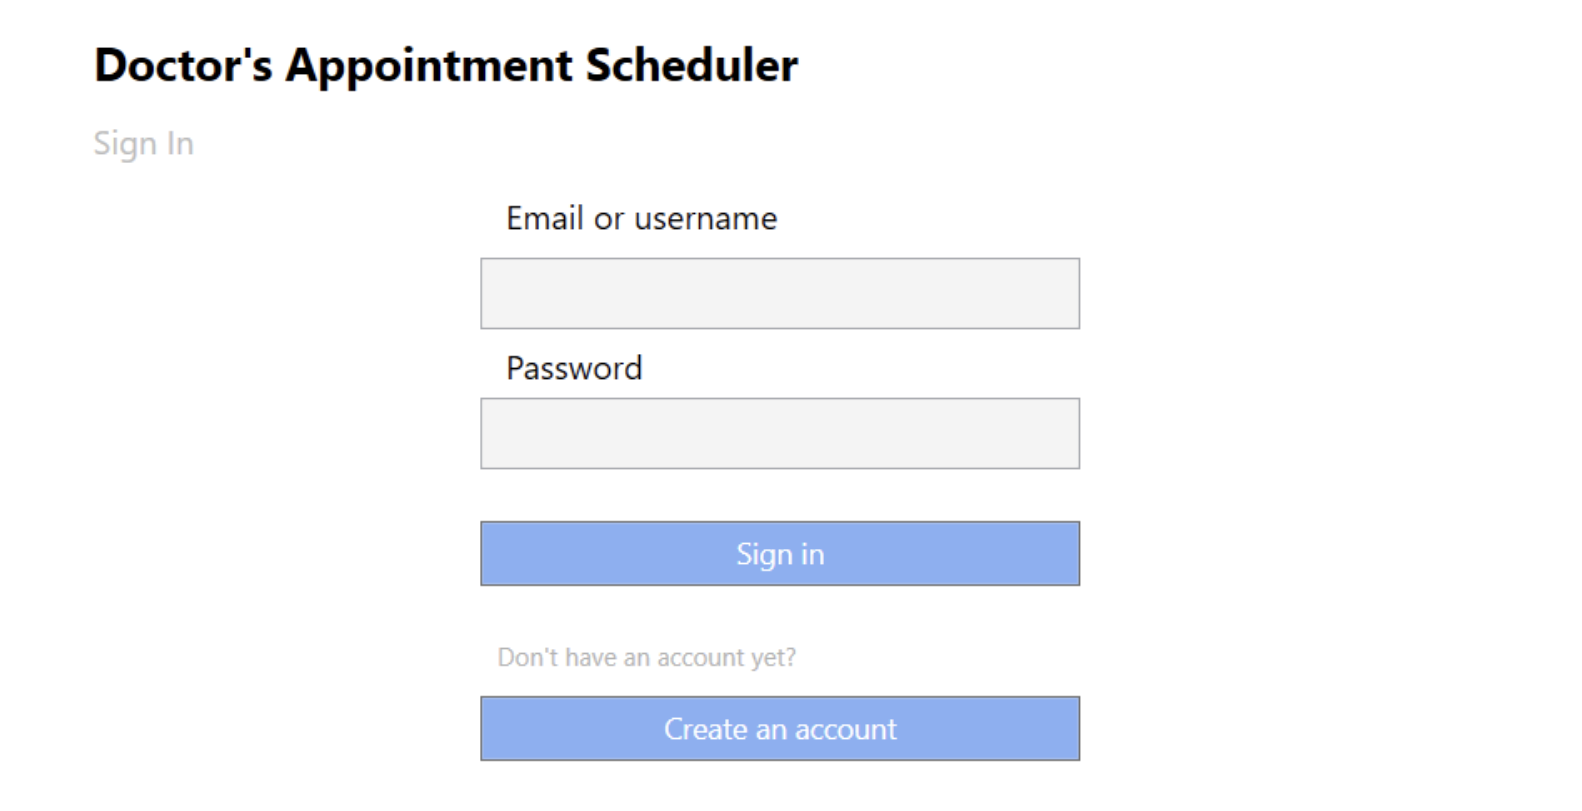 Doctor's Appointment Scheduler
Sign In
Email or username
Password
Sign in
Don't have an account yet?
Create an account